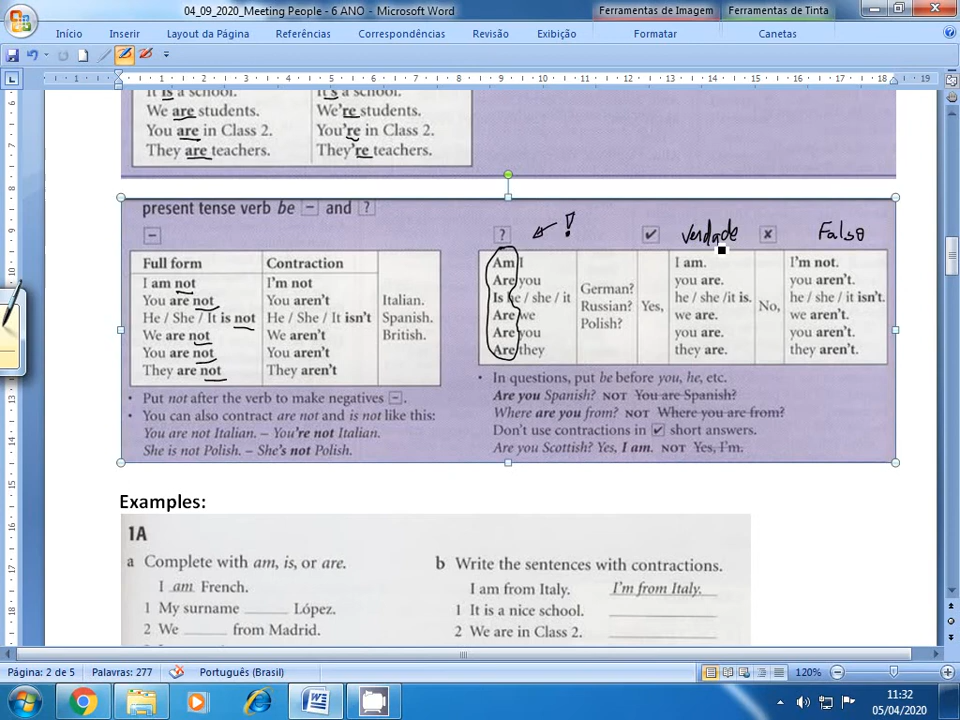 04_09_2020_Meeting People - 6 ANO - Microsoft Word
Ferramentas de Imagem
Ferramentas de Tinta
Início
Inserir
Layout da Página
Referências
Correspondências
Revisão
Exibição
Formatar
Canetas
It is a school.
It's a school.
We are students.
We're students.
You are in Class 2.
You're in Class 2.
They are teachers.
They're teachers.
present tense verb be – and ?
–
Full form
Contraction
I am not
I'm not
You are not
You aren't
Italian.
He / She / It is not
He / She / It isn't
Spanish.
We are not
We aren't
British.
You are not
You aren't
They are not
They aren't
• Put not after the verb to make negatives –.
• You can also contract are not and is not like this:
You are not Italian. – You're not Italian.
She is not Polish. – She's not Polish.
? ! ✔ Verdade ✘ Falso
Am I
I am.
I'm not.
Are you
German?
you are.
you aren't.
Is he / she / it
Russian?
Yes,
he / she /it is.
No,
he / she / it isn't.
Are we
Polish?
we are.
we aren't.
Are you
you are.
you aren't.
Are they
they are.
they aren't.
• In questions, put be before you, he, etc.
Are you Spanish? NOT You are Spanish?
Where are you from? NOT Where you are from?
Don't use contractions in ✔ short answers.
Are you Scottish? Yes, I am. NOT Yes, I'm.
Examples:
1A
a Complete with am, is, or are.
I am French.
1 My surname ______ López.
2 We ______ from Madrid.
b Write the sentences with contractions.
I am from Italy. I'm from Italy.
1 It is a nice school. ______
2 We are in Class 2. ______
Página: 2 de 5
Palavras: 277
Português (Brasil)
120%
11:32
05/04/2020